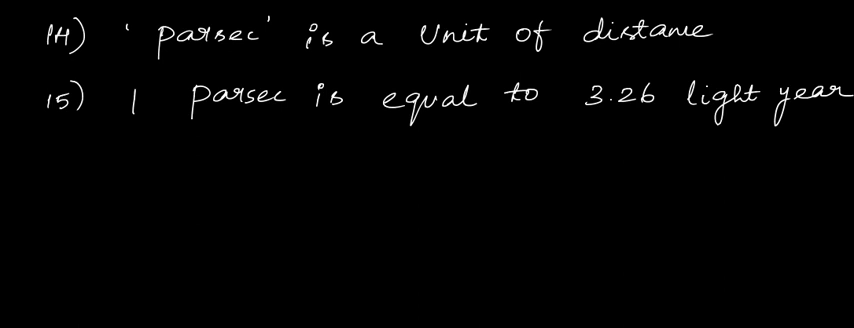 14) 'parsec' is a Unit of distance
15) 1 parsec is equal to 3.26 light year